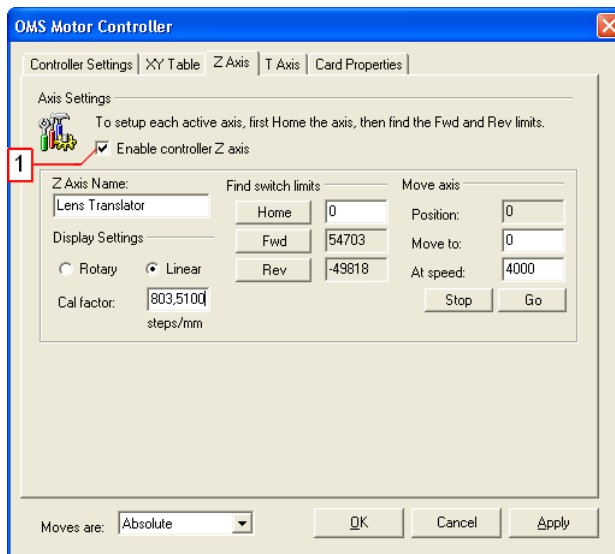 OMS Motor Controller
Controller Settings XY Table Z Axis T Axis Card Properties
Axis Settings
To setup each active axis, first Home the axis, then find the Fwd and Rev limits.
1
Enable controller Z axis
Z Axis Name: Find switch limits Move axis
Lens Translator Home 0 Position: 0
Display Settings Fwd 54703 Move to: 0
Rotary Linear Rev -49818 At speed: 4000
Cal factor: 803,5100 Stop Go
steps/mm
Moves are: Absolute OK Cancel Apply